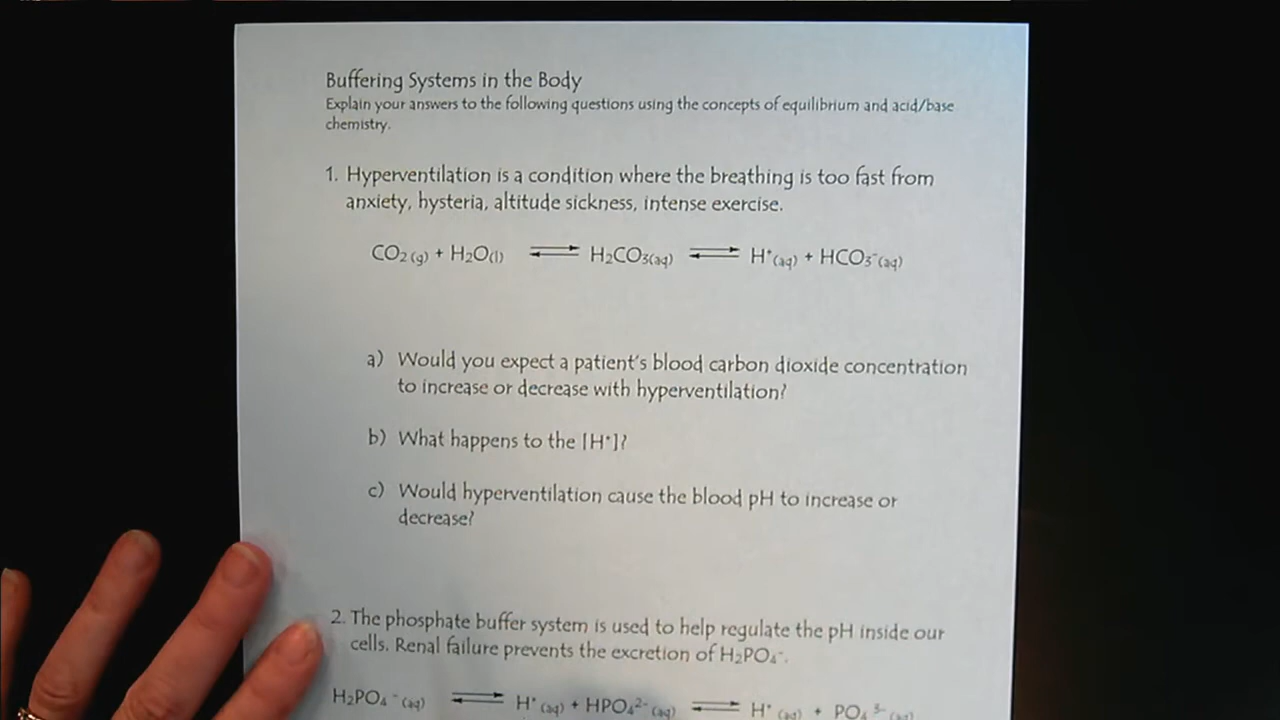 Buffering Systems in the Body
Explain your answers to the following questions using the concepts of equilibrium and acid/base
chemistry.
1. Hyperventilation is a condition where the breathing is too fast from
anxiety, hysteria, altitude sickness, intense exercise.
CO₂ (g) + H₂O(l) ⇌ H₂CO₃(aq) ⇌ H⁺(aq) + HCO₃⁻(aq)
a) Would you expect a patient's blood carbon dioxide concentration
to increase or decrease with hyperventilation?
b) What happens to the [H⁺]?
c) Would hyperventilation cause the blood pH to increase or
decrease?
2. The phosphate buffer system is used to help regulate the pH inside our
cells. Renal failure prevents the excretion of H₂PO₄⁻.
H₂PO₄⁻(aq) ⇌ H⁺(aq) + HPO₄²⁻(aq) ⇌ H⁺(aq) + PO₄³⁻(aq)